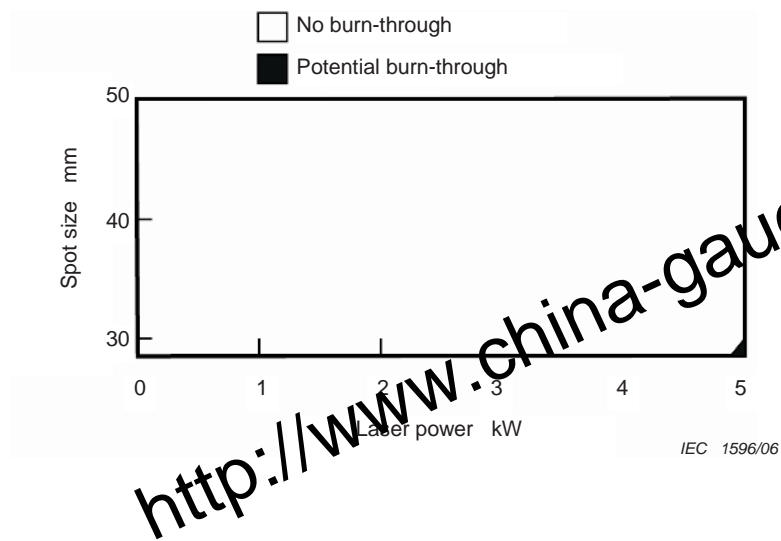 No burn-through
Potential burn-through
50
40
30
Spot size mm
0 1 2 3 4 5
Laser power kW
IEC 1596/06
http://www.china-gaug